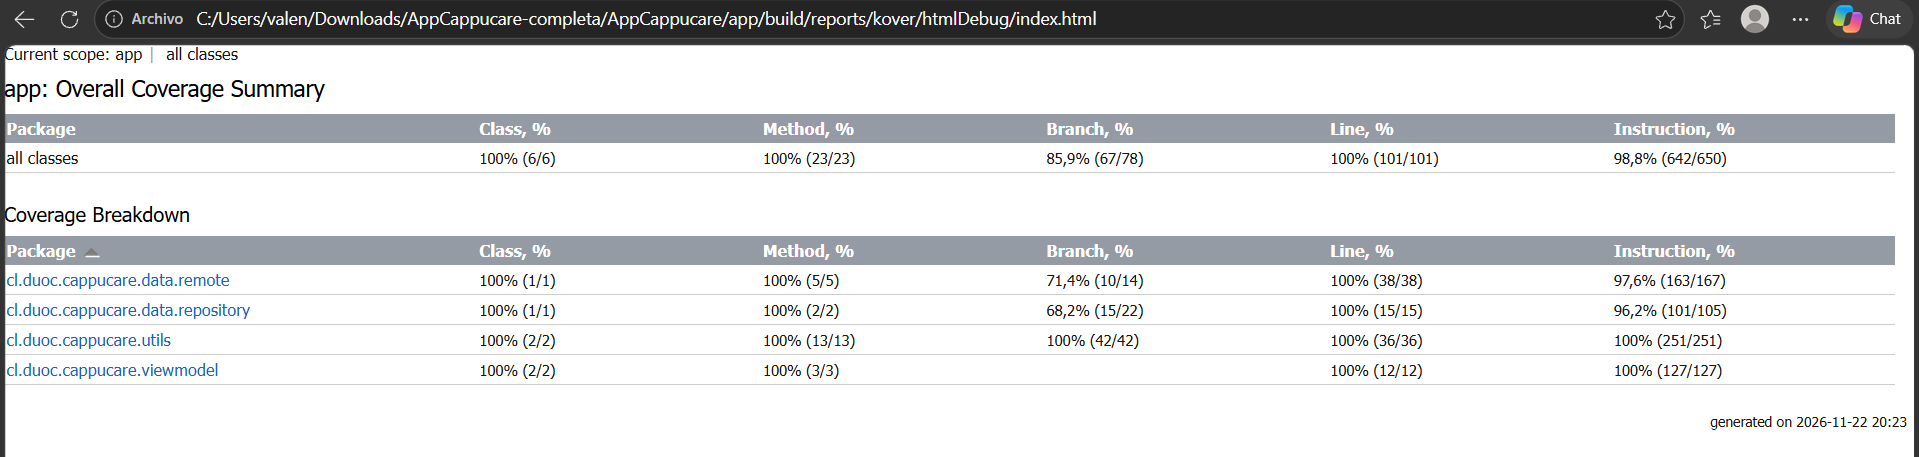 Archivo C:/Users/valen/Downloads/AppCappucare-completa/AppCappucare/app/build/reports/kover/htmlDebug/index.html Chat
Current scope: app | all classes
app: Overall Coverage Summary
Package Class, % Method, % Branch, % Line, % Instruction, %
all classes 100% (6/6) 100% (23/23) 85,9% (67/78) 100% (101/101) 98,8% (642/650)
Coverage Breakdown
Package Class, % Method, % Branch, % Line, % Instruction, %
cl.duoc.cappucare.data.remote 100% (1/1) 100% (5/5) 71,4% (10/14) 100% (38/38) 97,6% (163/167)
cl.duoc.cappucare.data.repository 100% (1/1) 100% (2/2) 68,2% (15/22) 100% (15/15) 96,2% (101/105)
cl.duoc.cappucare.utils 100% (2/2) 100% (13/13) 100% (42/42) 100% (36/36) 100% (251/251)
cl.duoc.cappucare.viewmodel 100% (2/2) 100% (3/3) 100% (12/12) 100% (127/127)
generated on 2026-11-22 20:23